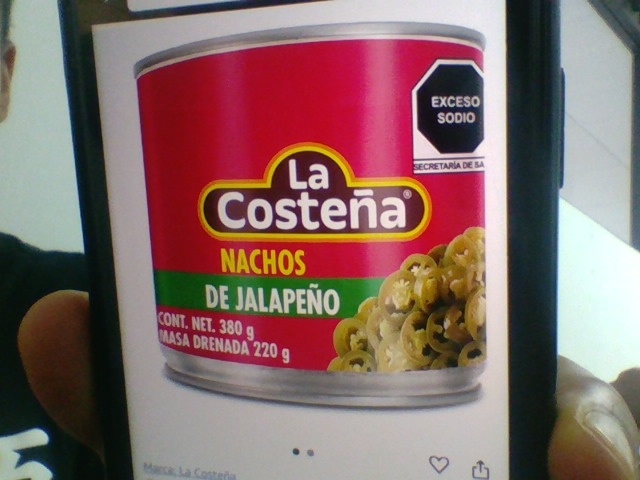 EXCESO
SODIO
SECRETARÍA DE SA
La
Costeña®
NACHOS
DE JALAPEÑO
CONT. NET. 380 g
MASA DRENADA 220 g
Marca: La Costeña